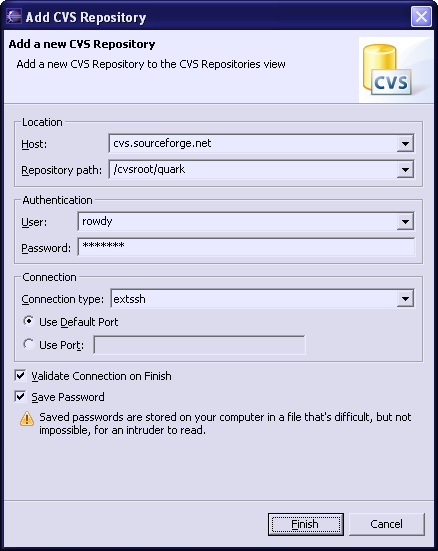 Add CVS Repository
Add a new CVS Repository
Add a new CVS Repository to the CVS Repositories view
CVS
Location
Host: cvs.sourceforge.net
Repository path: /cvsroot/quark
Authentication
User: rowdy
Password: *******
Connection
Connection type: extssh
Use Default Port
Use Port:
Validate Connection on Finish
Save Password
Saved passwords are stored on your computer in a file that's difficult, but not
impossible, for an intruder to read.
Finish Cancel